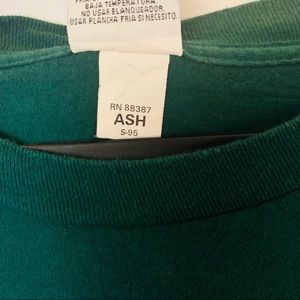 BAJA TEMPERATURA.
NO USAR BLANQUEADOR.
USAR PLANCHA FRIA SI NECESITO.
RN 88387
ASH
S-95